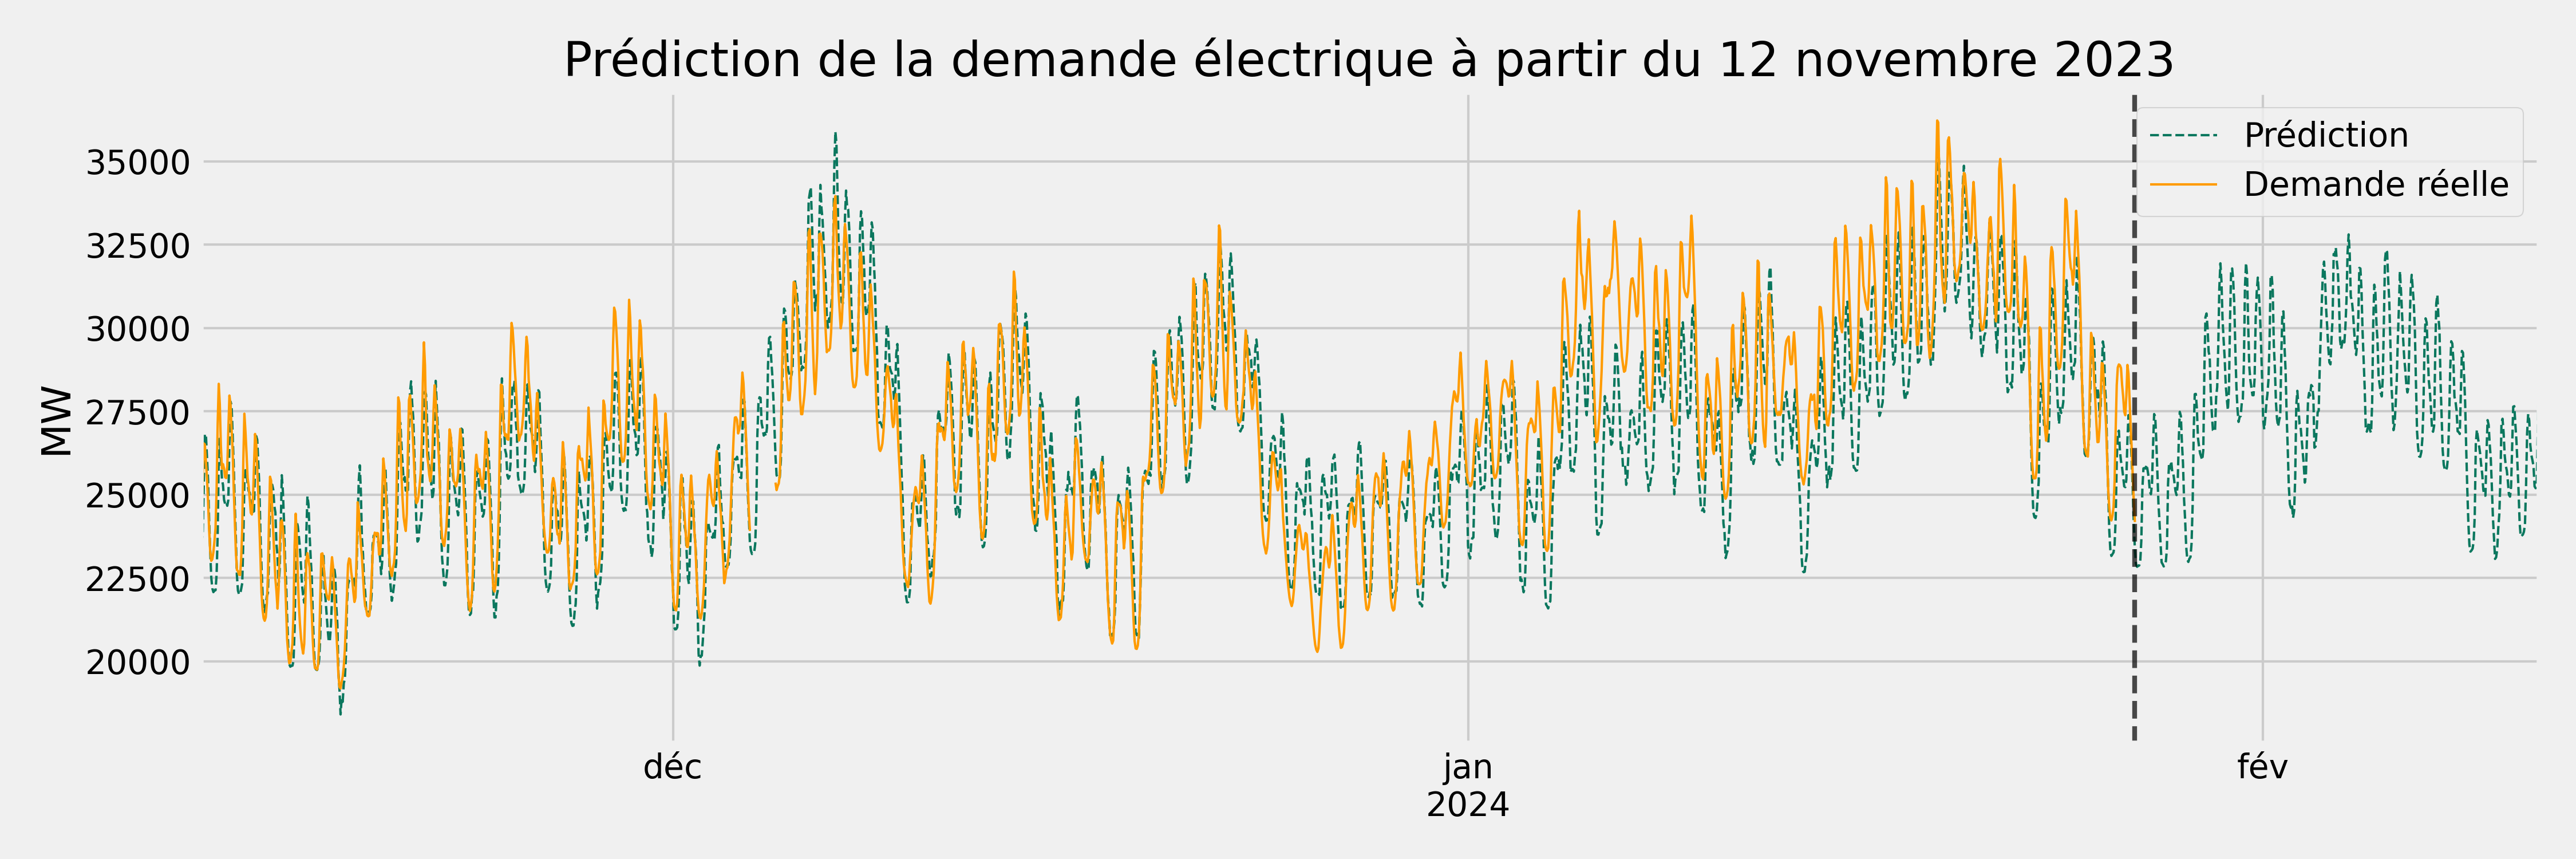 Prédiction de la demande électrique à partir du 12 novembre 2023
Prédiction
Demande réelle
MW
35000
32500
30000
27500
25000
22500
20000
déc
jan
2024
fév